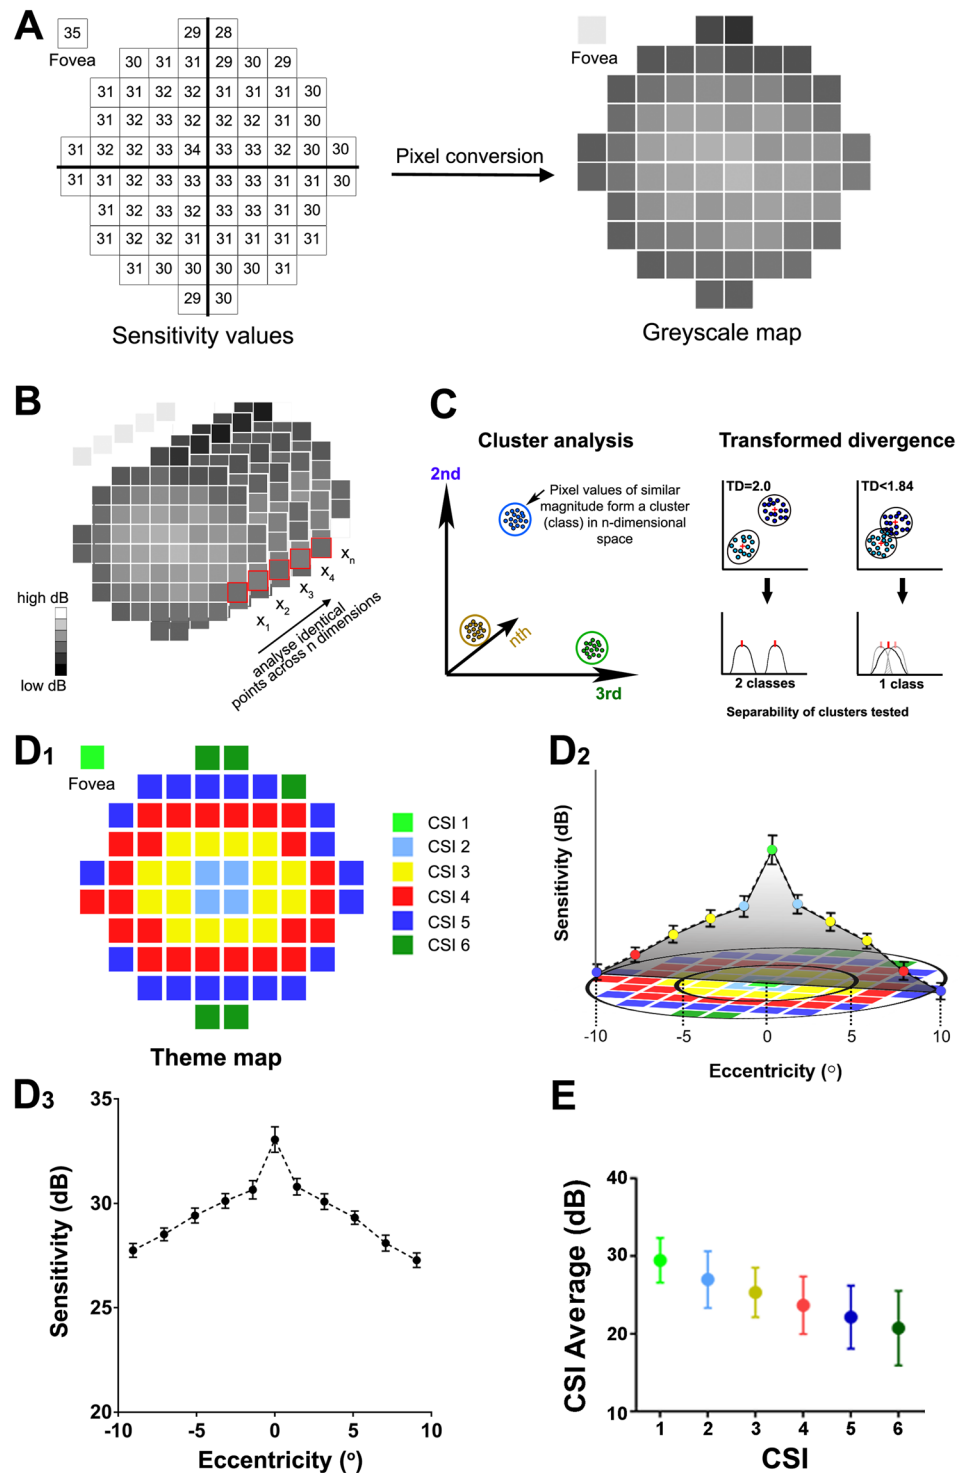 A
35
Fovea
29 28
30 31 31 29 30 29
31 31 32 32 31 31 31 30
31 32 33 32 33 32 31 30
31 32 32 33 34 33 33 32 30 30
31 31 32 33 33 33 33 31 31 30
31 32 33 32 33 33 31 30
31 32 32 31 31 31 31 31
31 30 30 30 30 31
29 30
Sensitivity values
Pixel conversion
Fovea
Greyscale map
B
high dB
low dB
x1
x2
x3
x4
xn
analyse identical
points across n dimensions
C
Cluster analysis
2nd
Pixel values of similar
magnitude form a cluster
(class) in n-dimensional
space
nth
3rd
Transformed divergence
TD=2.0
TD<1.84
2 classes
1 class
Separability of clusters tested
D1
Fovea
CSI 1
CSI 2
CSI 3
CSI 4
CSI 5
CSI 6
Theme map
D2
Sensitivity (dB)
-10 -5 0 5 10
Eccentricity (°)
D3
Sensitivity (dB)
35
30
25
20
-10 -5 0 5 10
Eccentricity (°)
E
CSI Average (dB)
40
30
20
10
1 2 3 4 5 6
CSI